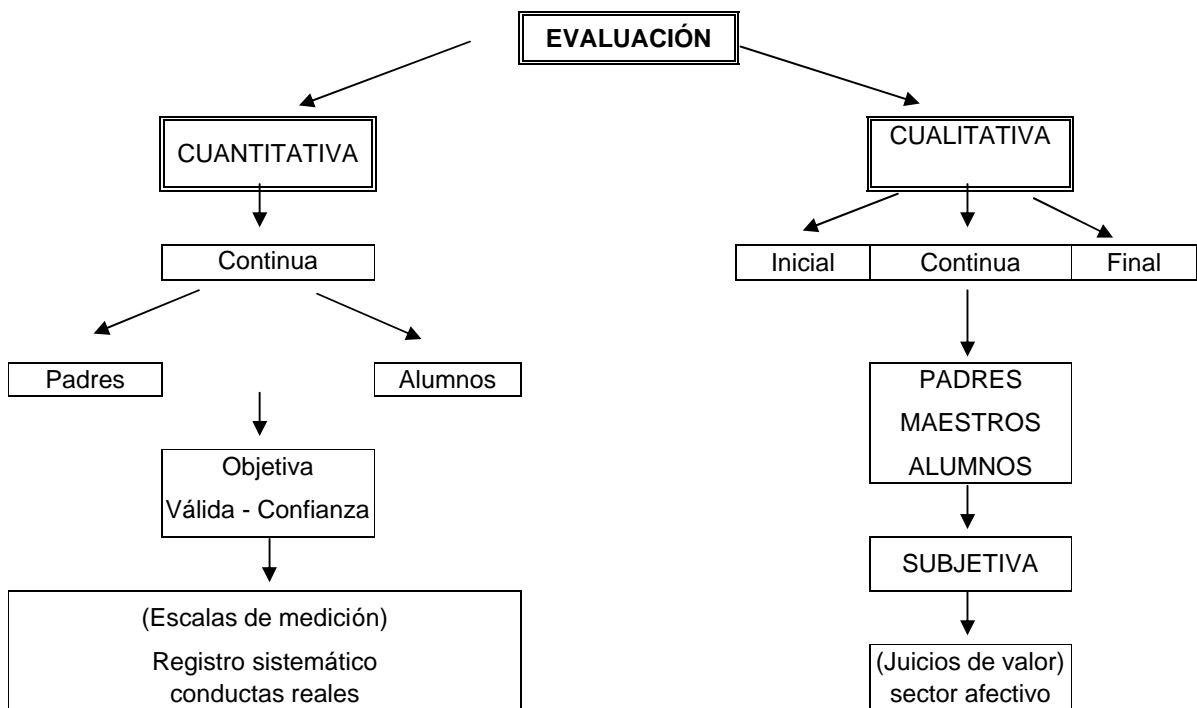 EVALUACIÓN
CUANTITATIVA
CUALITATIVA
Continua
Inicial
Continua
Final
Padres
Alumnos
PADRES
MAESTROS
ALUMNOS
Objetiva
Válida - Confianza
SUBJETIVA
(Escalas de medición)
Registro sistemático
conductas reales
(Juicios de valor)
sector afectivo